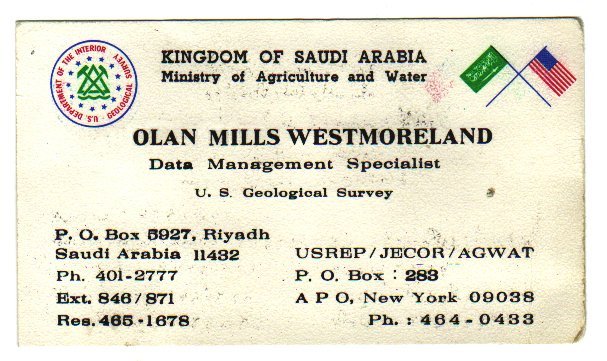 KINGDOM OF SAUDI ARABIA
Ministry of Agriculture and Water
U.S. DEPARTMENT OF THE INTERIOR
GEOLOGICAL SURVEY
OLAN MILLS WESTMORELAND
Data Management Specialist
U. S. Geological Survey
P. O. Box 5927, Riyadh
Saudi Arabia 11432
Ph. 401-2777
Ext. 846/871
Res. 465-1678
USREP/JECOR/AGWAT
P. O. Box : 283
A P O, New York 09038
Ph. : 464-0433